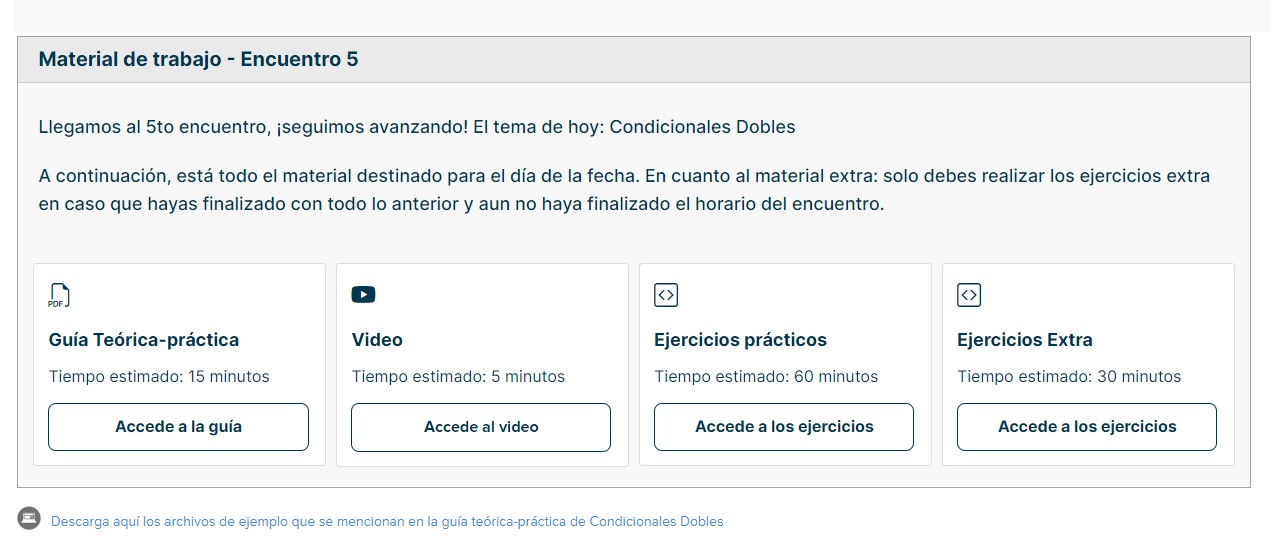 Material de trabajo - Encuentro 5
Llegamos al 5to encuentro, ¡seguimos avanzando! El tema de hoy: Condicionales Dobles
A continuación, está todo el material destinado para el día de la fecha. En cuanto al material extra: solo debes realizar los ejercicios extra
en caso que hayas finalizado con todo lo anterior y aun no haya finalizado el horario del encuentro.
PDF
Guía Teórica-práctica
Tiempo estimado: 15 minutos
Accede a la guía
Video
Tiempo estimado: 5 minutos
Accede al video
Ejercicios prácticos
Tiempo estimado: 60 minutos
Accede a los ejercicios
Ejercicios Extra
Tiempo estimado: 30 minutos
Accede a los ejercicios
Descarga aquí los archivos de ejemplo que se mencionan en la guía teórica-práctica de Condicionales Dobles